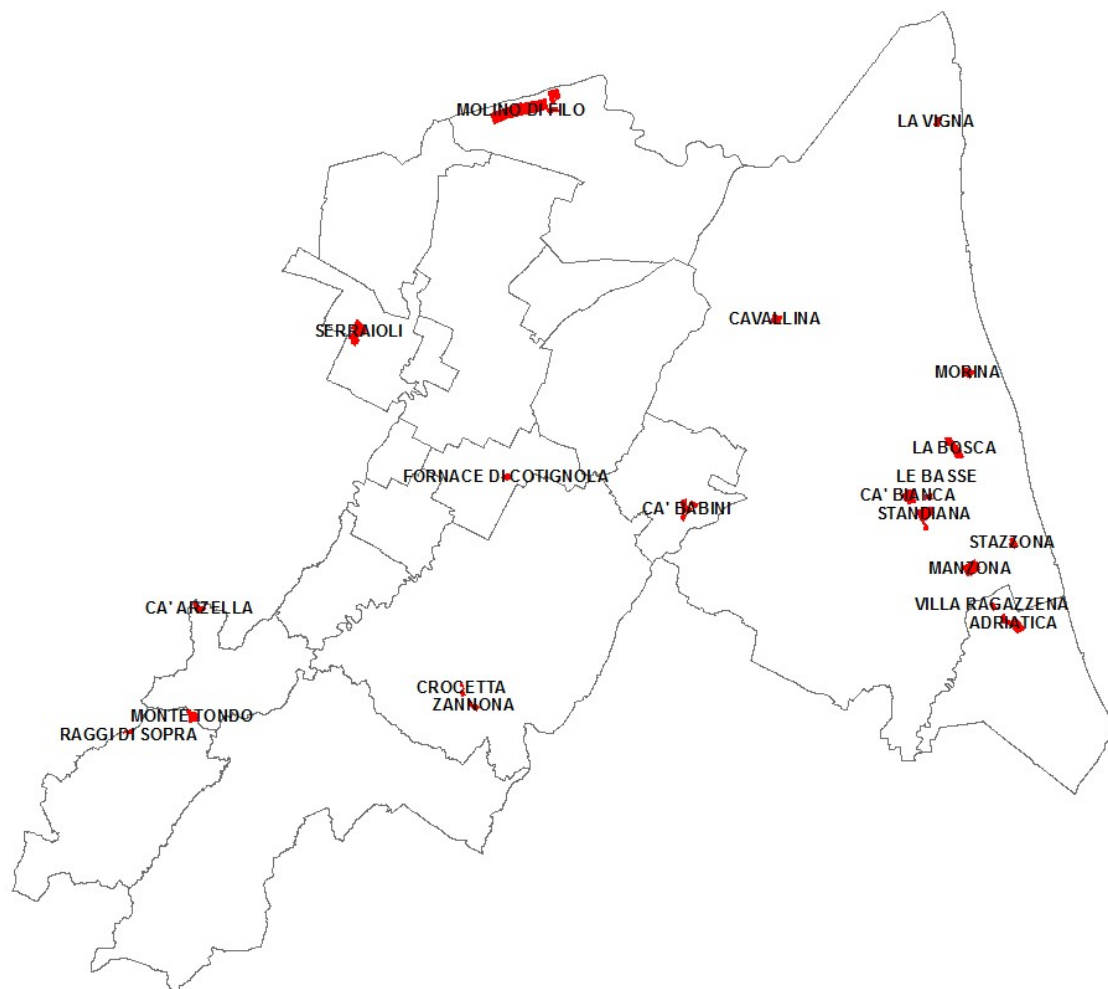 MOLINO DI FILO
LA VIGNA
CAVALLINA
SERRAIOLI
MORINA
LA BOSCA
FORNACE DI COTIGNOLA
LE BASSE
CA' BIANCA
CA' BABINI
STANDIANA
STAZZONA
MANZONA
CA' ARZELLA
VILLA RAGAZZENA
ADRIATICA
CROCETTA
ZANNONA
MONTE TONDO
RAGGI DI SOPRA